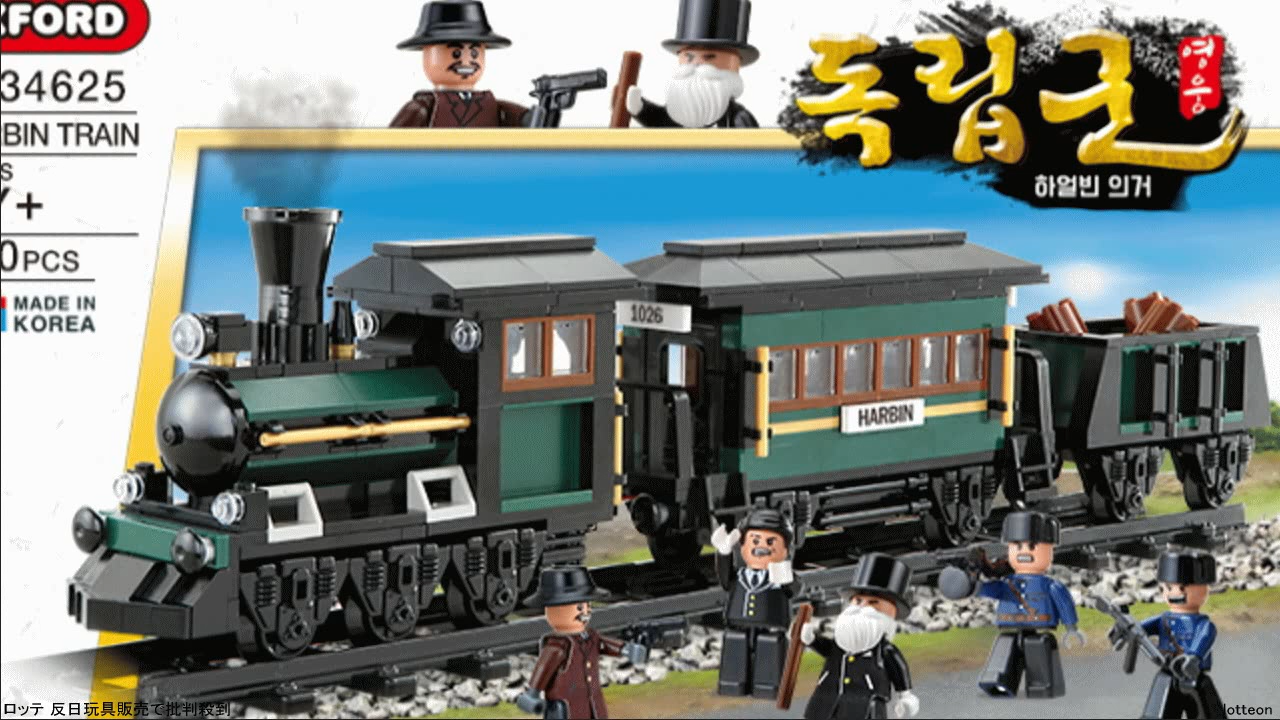 XFORD
34625
BIN TRAIN
S
Y+
0PCS
MADE IN
KOREA
독립군
영웅
하얼빈 의거
1026
HARBIN
ロッテ 反日玩具販売で批判殺到
lotteon